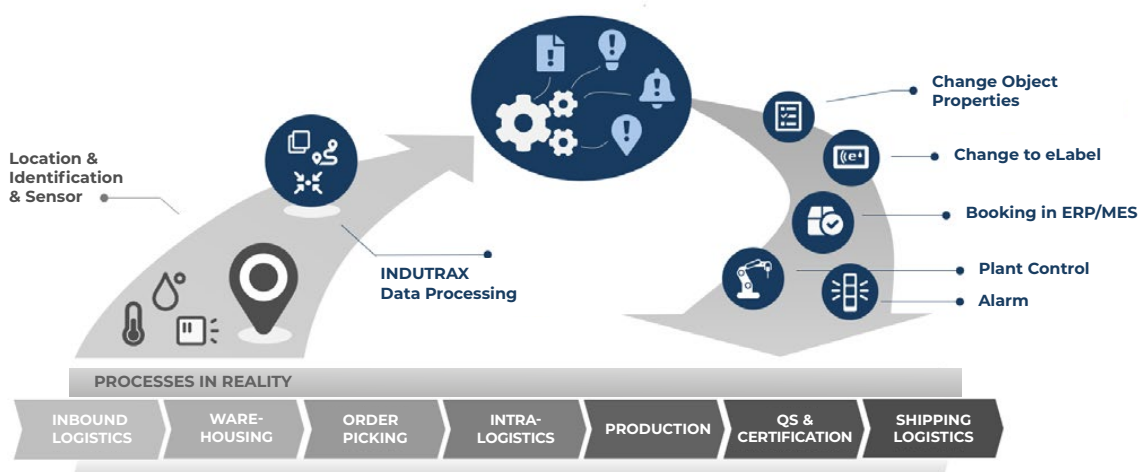 Location &
Identification
& Sensor
INDUTRAX
Data Processing
Change Object
Properties
Change to eLabel
Booking in ERP/MES
Plant Control
Alarm
PROCESSES IN REALITY
INBOUND
LOGISTICS
WARE-
HOUSING
ORDER
PICKING
INTRA-
LOGISTICS
PRODUCTION
QS &
CERTIFICATION
SHIPPING
LOGISTICS